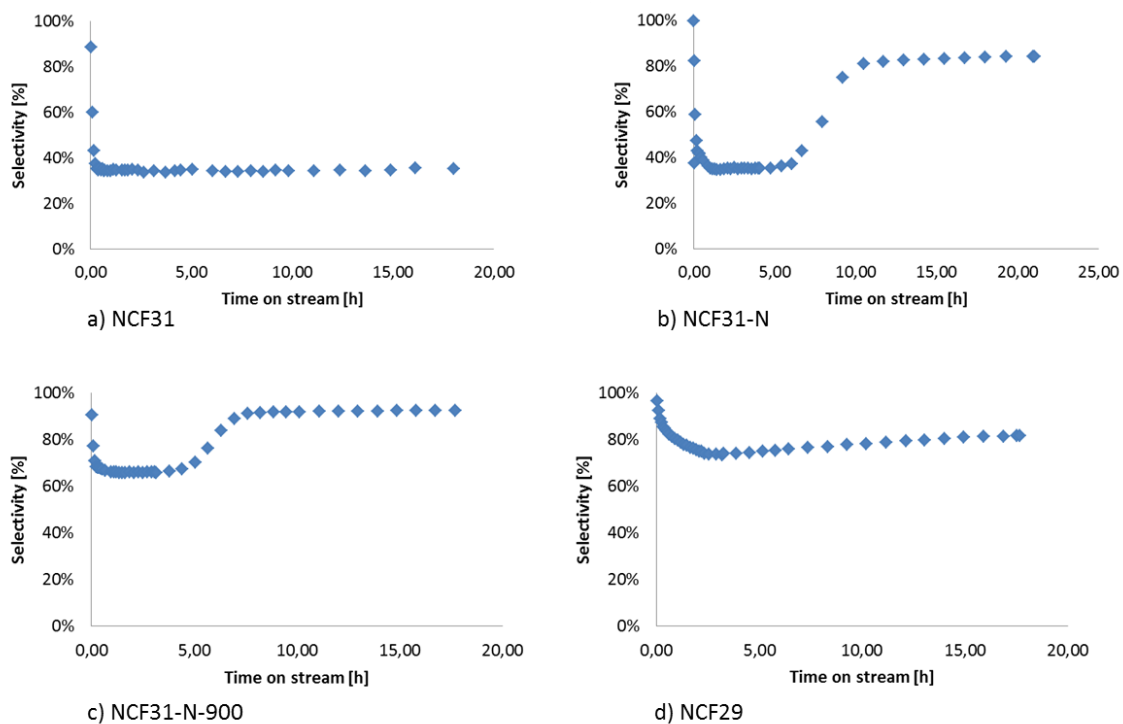 100%
80%
60%
40%
20%
0%
Selectivity [%]
0,00 5,00 10,00 15,00 20,00
Time on stream [h]
a) NCF31
100%
80%
60%
40%
20%
0%
Selectivity [%]
0,00 5,00 10,00 15,00 20,00 25,00
Time on stream [h]
b) NCF31-N
100%
80%
60%
40%
20%
0%
Selectivity [%]
0,00 5,00 10,00 15,00 20,00
Time on stream [h]
c) NCF31-N-900
100%
80%
60%
40%
20%
0%
Selectivity [%]
0,00 5,00 10,00 15,00 20,00
Time on stream [h]
d) NCF29